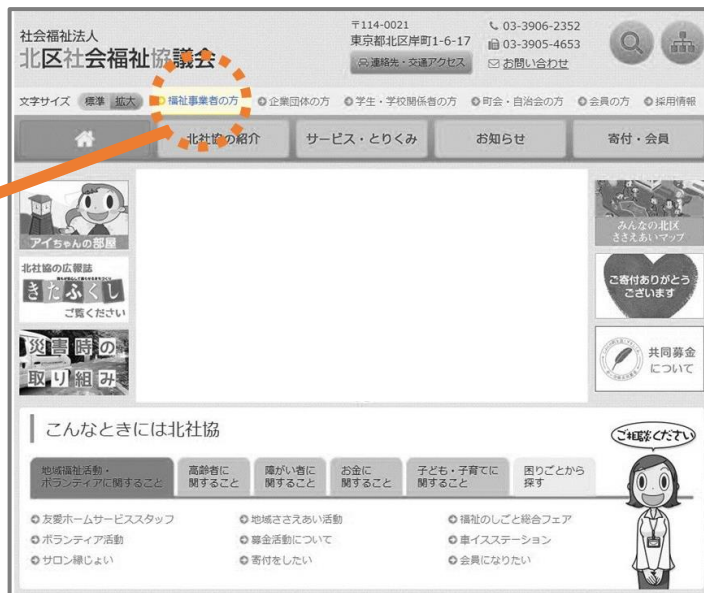 社会福祉法人
北区社会福祉協議会
〒114-0021
東京都北区岸町1-6-17
連絡先・交通アクセス
03-3906-2352
03-3905-4653
お問い合わせ
文字サイズ 標準 拡大
福祉事業者の方 企業団体の方 学生・学校関係者の方 町会・自治会の方 会員の方 採用情報
北社協の紹介 サービス・とりくみ お知らせ 寄付・会員
アイちゃんの部屋
北社協の広報誌
きたふくし
ご覧ください
災害時の
取り組み
みんなの北区
ささえあいマップ
ご寄付ありがとう
ございます
共同募金
について
こんなときには北社協
ご相談ください
地域福祉活動・
ボランティアに関すること
高齢者に
関すること
障がい者に
関すること
お金に
関すること
子ども・子育てに
関すること
困りごとから
探す
友愛ホームサービススタッフ 地域ささえあい活動 福祉のしごと総合フェア
ボランティア活動 募金活動について 車イスステーション
サロン縁じょい 寄付をしたい 会員になりたい